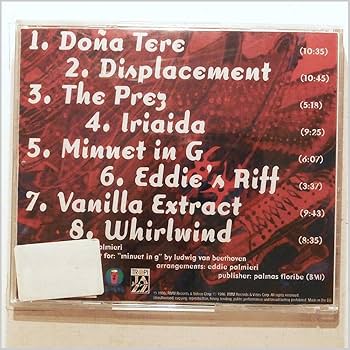 1. Doña Tere (10:35)
2. Displacement (10:45)
3. The Prez (5:18)
4. Iriaida (9:25)
5. Minuet in G (6:07)
6. Eddie's Riff (3:37)
7. Vanilla Extract (9:43)
8. Whirlwind (8:35)
palmieri
for: "minuet in g" by ludwig van beethoven
arrangements: eddie palmieri
publisher: palmas floribe (BMI)